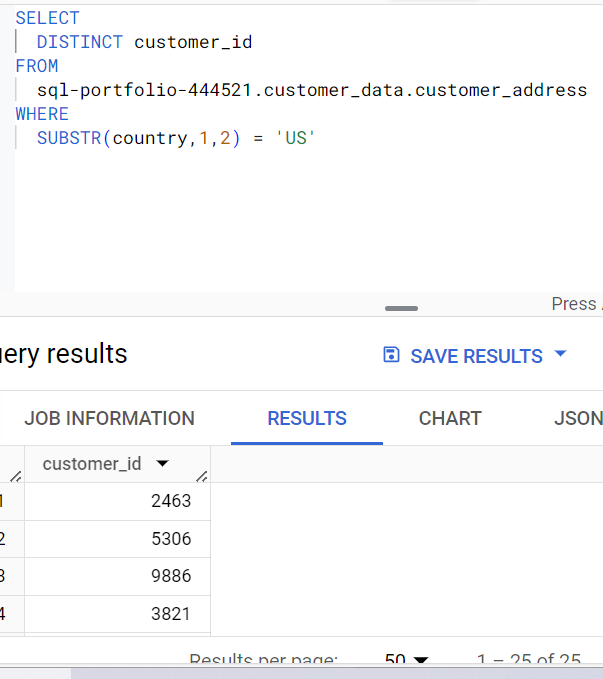 SELECT
DISTINCT customer_id
FROM
sql-portfolio-444521.customer_data.customer_address
WHERE
SUBSTR(country,1,2) = 'US'
Press
ery results
SAVE RESULTS
JOB INFORMATION RESULTS CHART JSON
customer_id
1 2463
2 5306
3 9886
4 3821
Results per page: 50 1 – 25 of 25